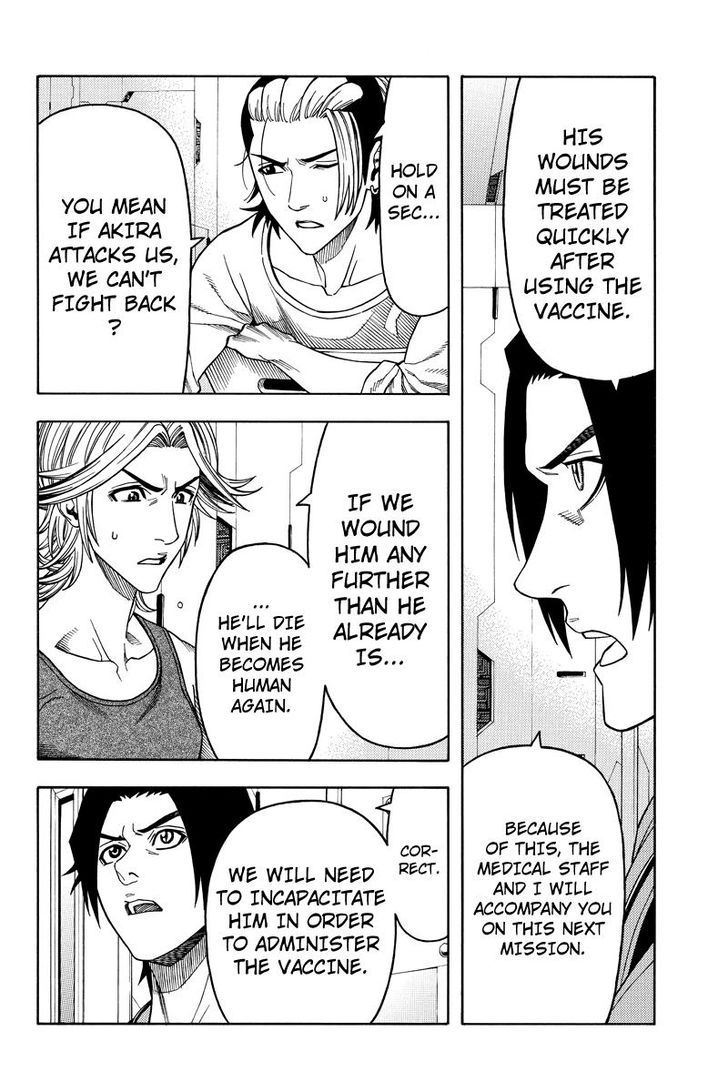 HIS
WOUNDS
MUST BE
TREATED
QUICKLY
AFTER
USING THE
VACCINE.
BECAUSE
OF THIS, THE
MEDICAL STAFF
AND I WILL
ACCOMPANY YOU
ON THIS NEXT
MISSION.
HOLD
ON A
SEC...
YOU MEAN
IF AKIRA
ATTACKS US,
WE CAN'T
FIGHT BACK
?
IF WE
WOUND
HIM ANY
FURTHER
THAN HE
ALREADY
IS...
...
HE'LL DIE
WHEN HE
BECOMES
HUMAN
AGAIN.
COR-
RECT.
WE WILL NEED
TO INCAPACITATE
HIM IN ORDER
TO ADMINISTER
THE VACCINE.